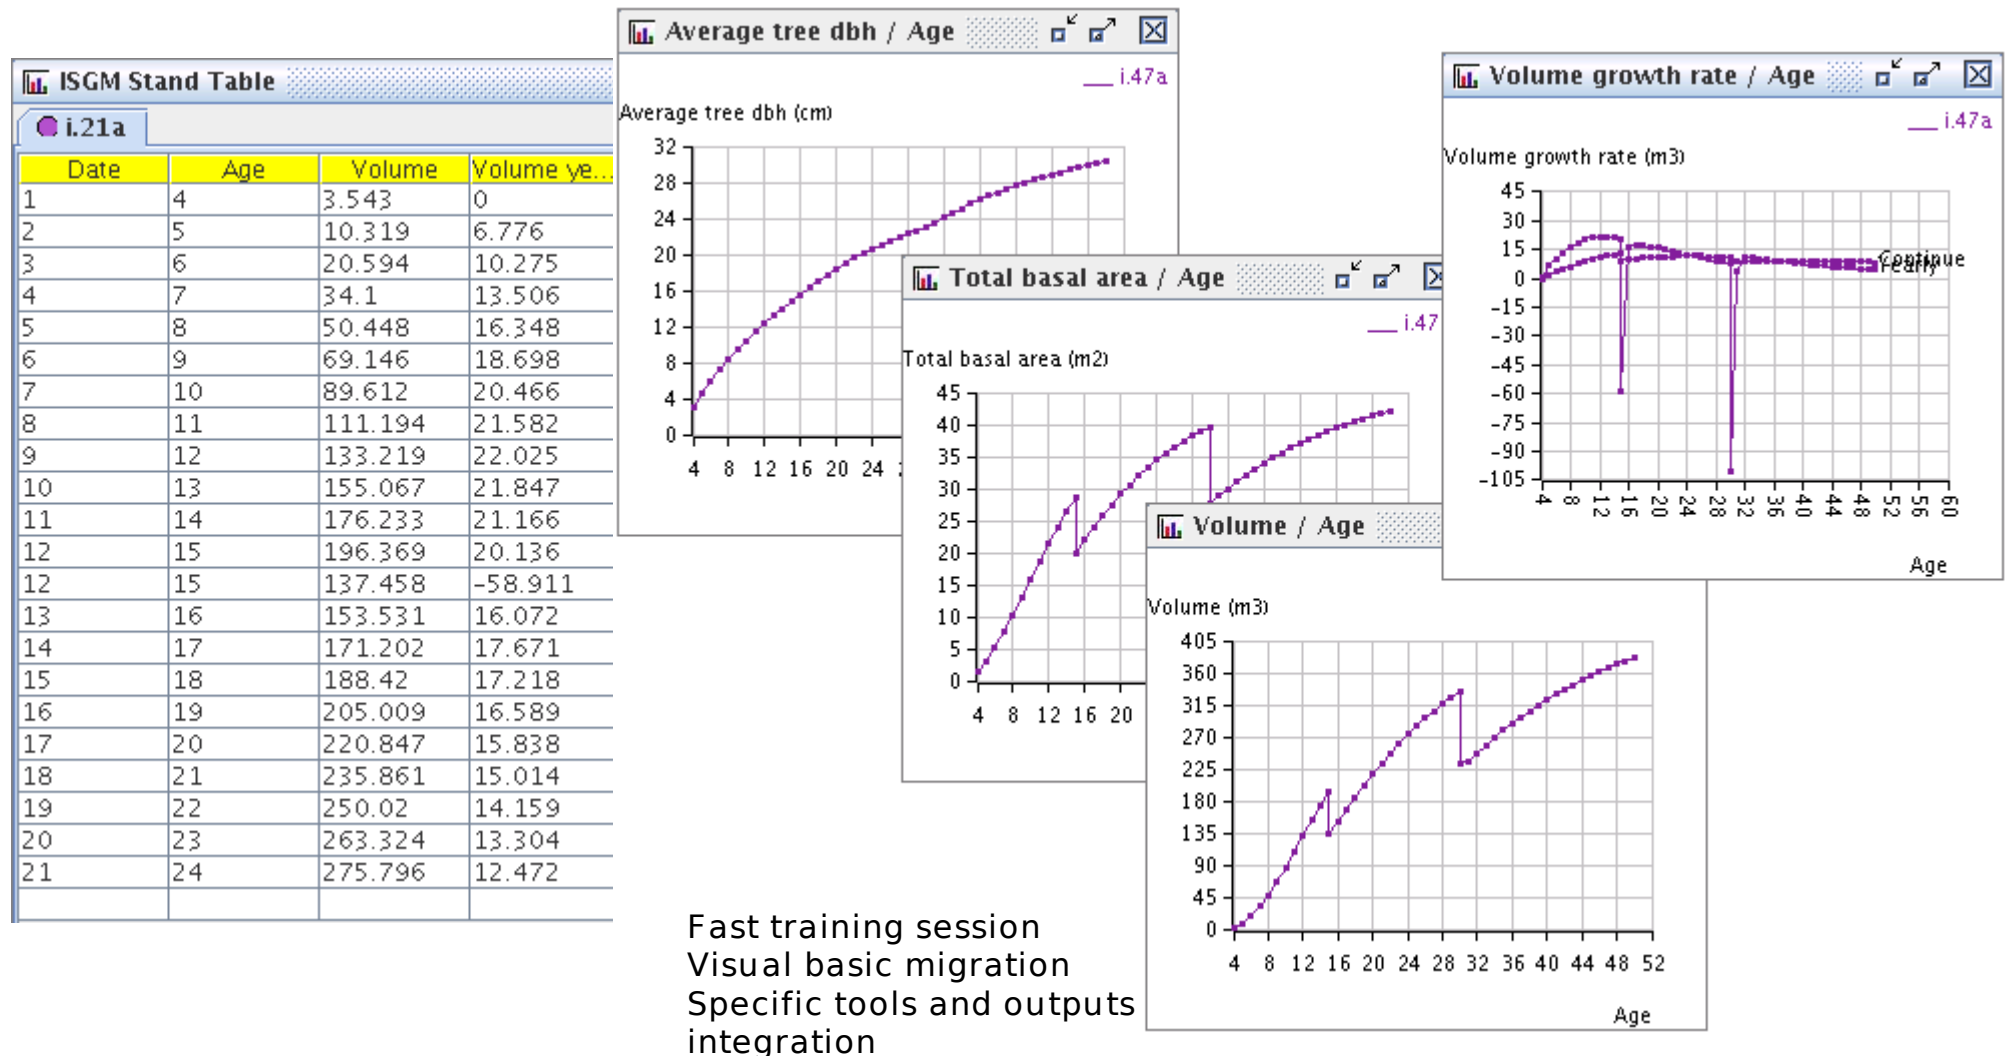 ISGM Stand Table
i.21a
Date Age Volume Volume ye...
1 4 3.543 0
2 5 10.319 6.776
3 6 20.594 10.275
4 7 34.1 13.506
5 8 50.448 16.348
6 9 69.146 18.698
7 10 89.612 20.466
8 11 111.194 21.582
9 12 133.219 22.025
10 13 155.067 21.847
11 14 176.233 21.166
12 15 196.369 20.136
12 15 137.458 -58.911
13 16 153.531 16.072
14 17 171.202 17.671
15 18 188.42 17.218
16 19 205.009 16.589
17 20 220.847 15.838
18 21 235.861 15.014
19 22 250.02 14.159
20 23 263.324 13.304
21 24 275.796 12.472
Average tree dbh / Age
i.47a
Average tree dbh (cm)
32
28
24
20
16
12
8
4
0
4 8 12 16 20 24
Total basal area / Age
i.47
Total basal area (m2)
45
40
35
30
25
20
15
10
5
0
4 8 12 16 20
Volume / Age
Volume (m3)
405
360
315
270
225
180
135
90
45
0
4 8 12 16 20 24 28 32 36 40 44 48 52
Age
Volume growth rate / Age
i.47a
Volume growth rate (m3)
45
30
15
0
-15
-30
-45
-60
-75
-90
-105
Continue
Yearly
4 8 12 16 20 24 28 32 36 40 44 48 52 56 60
Age
Fast training session
Visual basic migration
Specific tools and outputs
integration